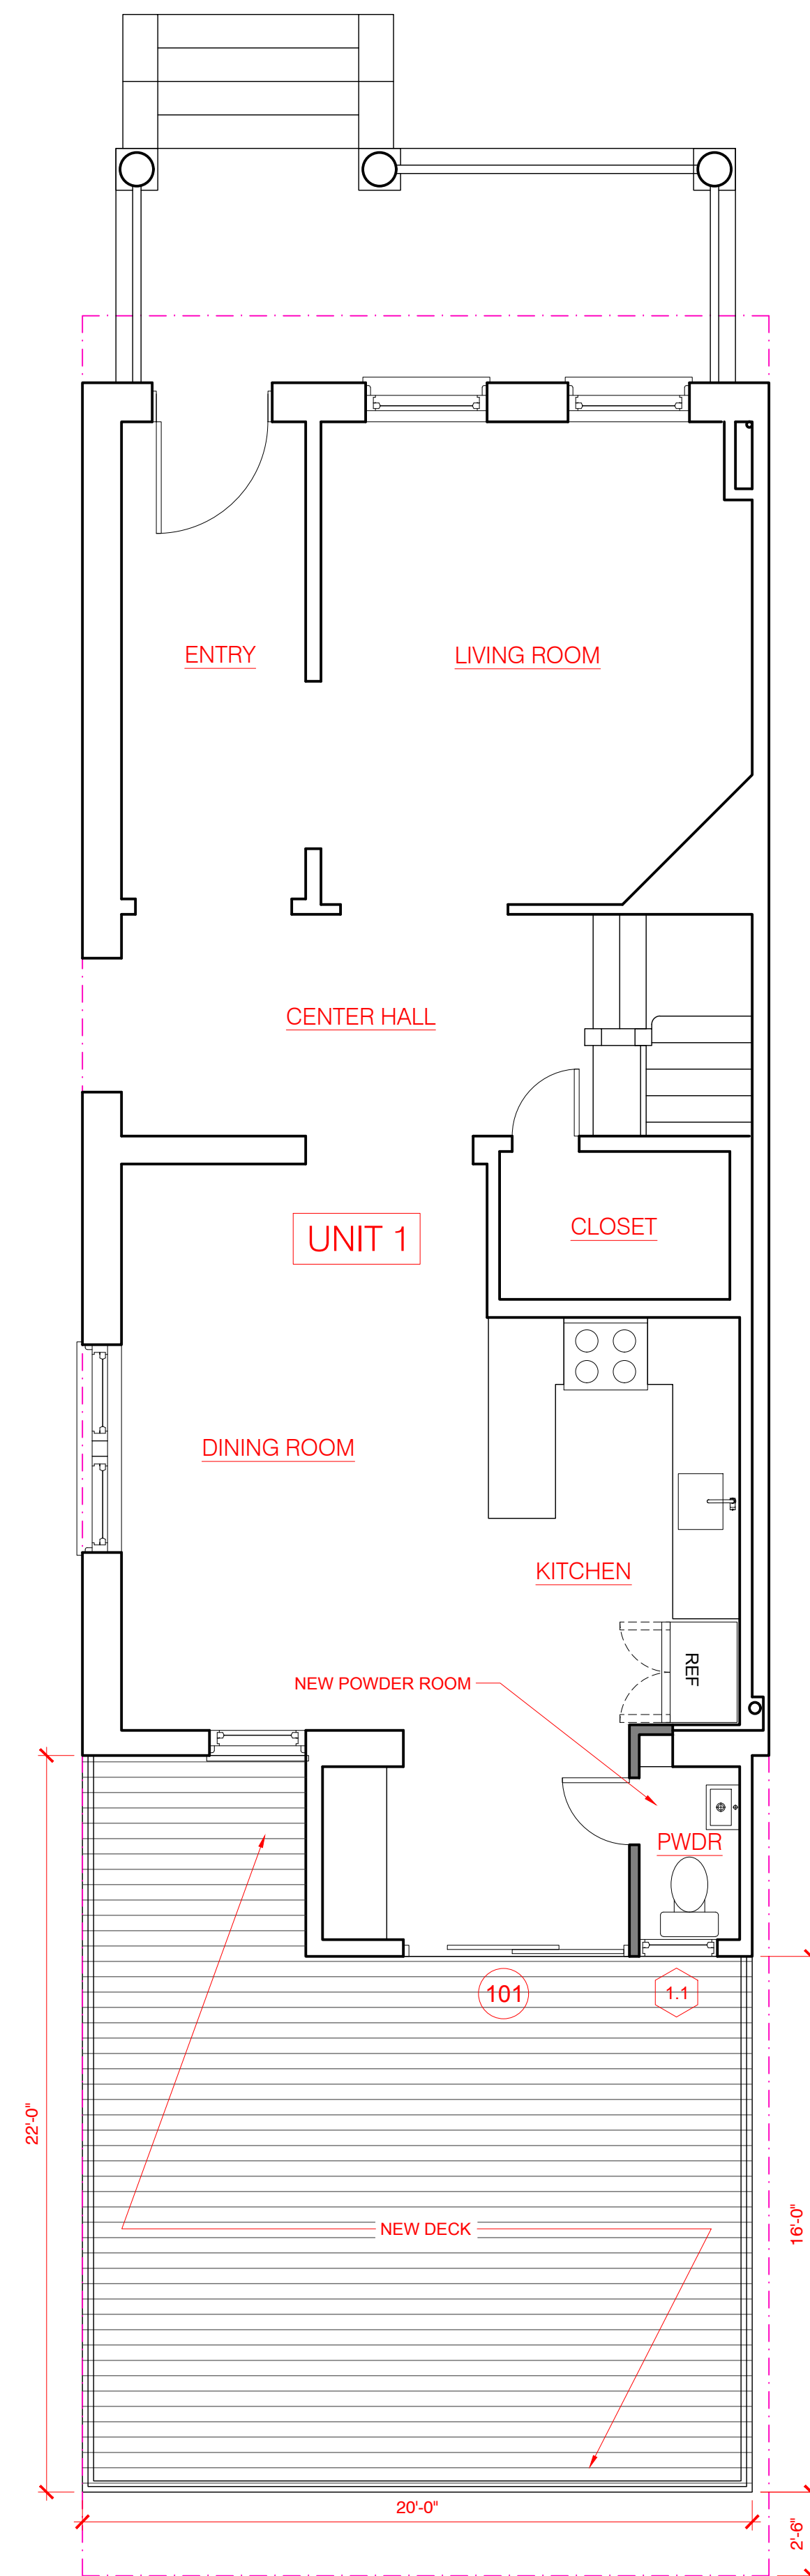 ENTRY
LIVING ROOM
CENTER HALL
UNIT 1
CLOSET
DINING ROOM
KITCHEN
REF
NEW POWDER ROOM
PWDR
101
1.1
22'-0"
16'-0"
NEW DECK
20'-0"
2'-6"